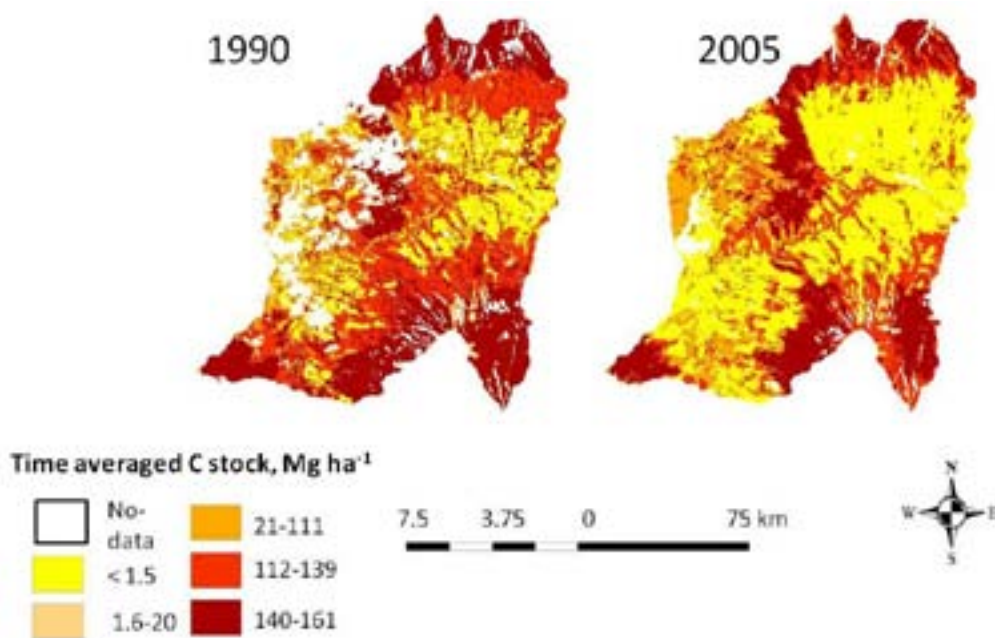 1990
2005
Time averaged C stock, Mg ha-1
No-
data
< 1.5
1.6-20
21-111
112-139
140-161
7.5 3.75 0 75 km
N
W E
S